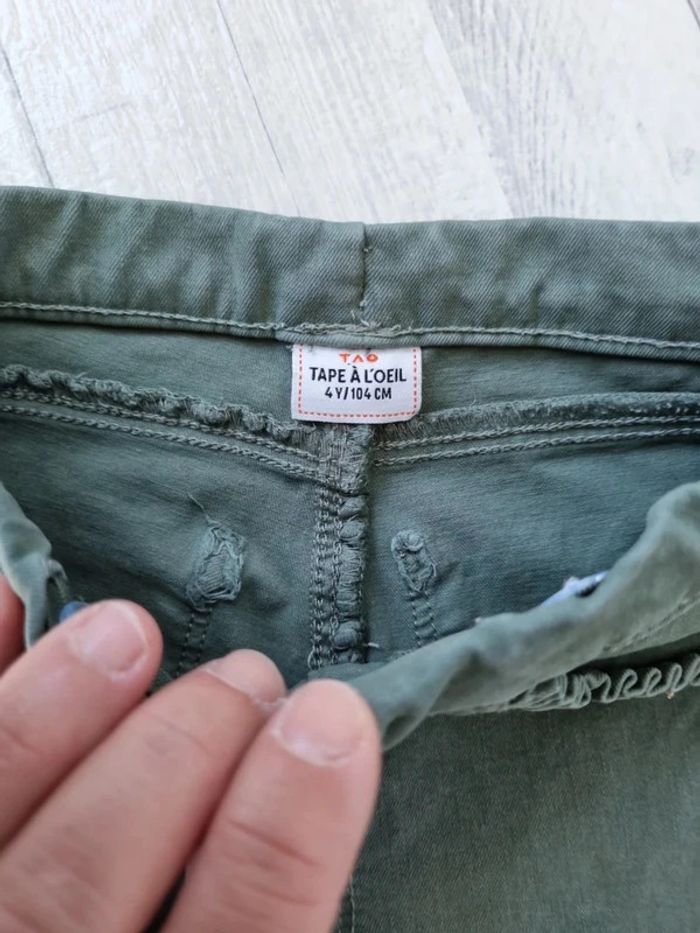 TAO
TAPE À L'OEIL
4Y/104 CM